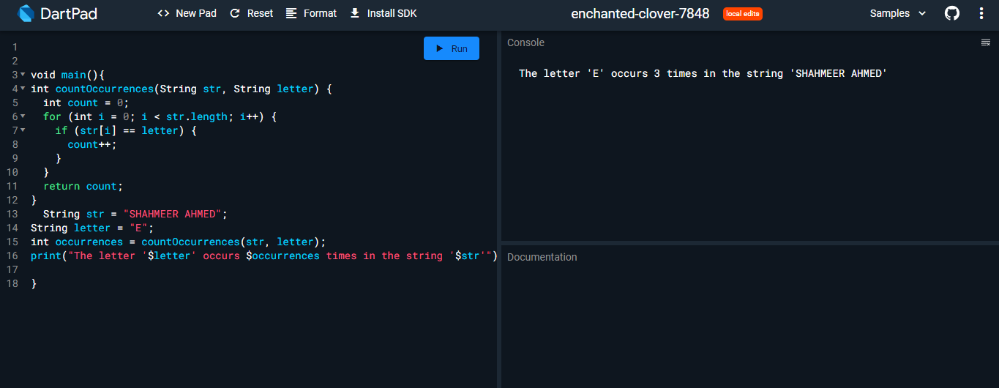 DartPad
<> New Pad
Reset
Format
Install SDK
enchanted-clover-7848
local edits
Samples
Run
1
2
3 void main(){
4 int countOccurrences(String str, String letter) {
5   int count = 0;
6   for (int i = 0; i < str.length; i++) {
7     if (str[i] == letter) {
8       count++;
9     }
10   }
11   return count;
12 }
13   String str = "SHAHMEER AHMED";
14 String letter = "E";
15 int occurrences = countOccurrences(str, letter);
16 print("The letter '$letter' occurs $occurrences times in the string '$str'")
17
18 }
Console
The letter 'E' occurs 3 times in the string 'SHAHMEER AHMED'
Documentation